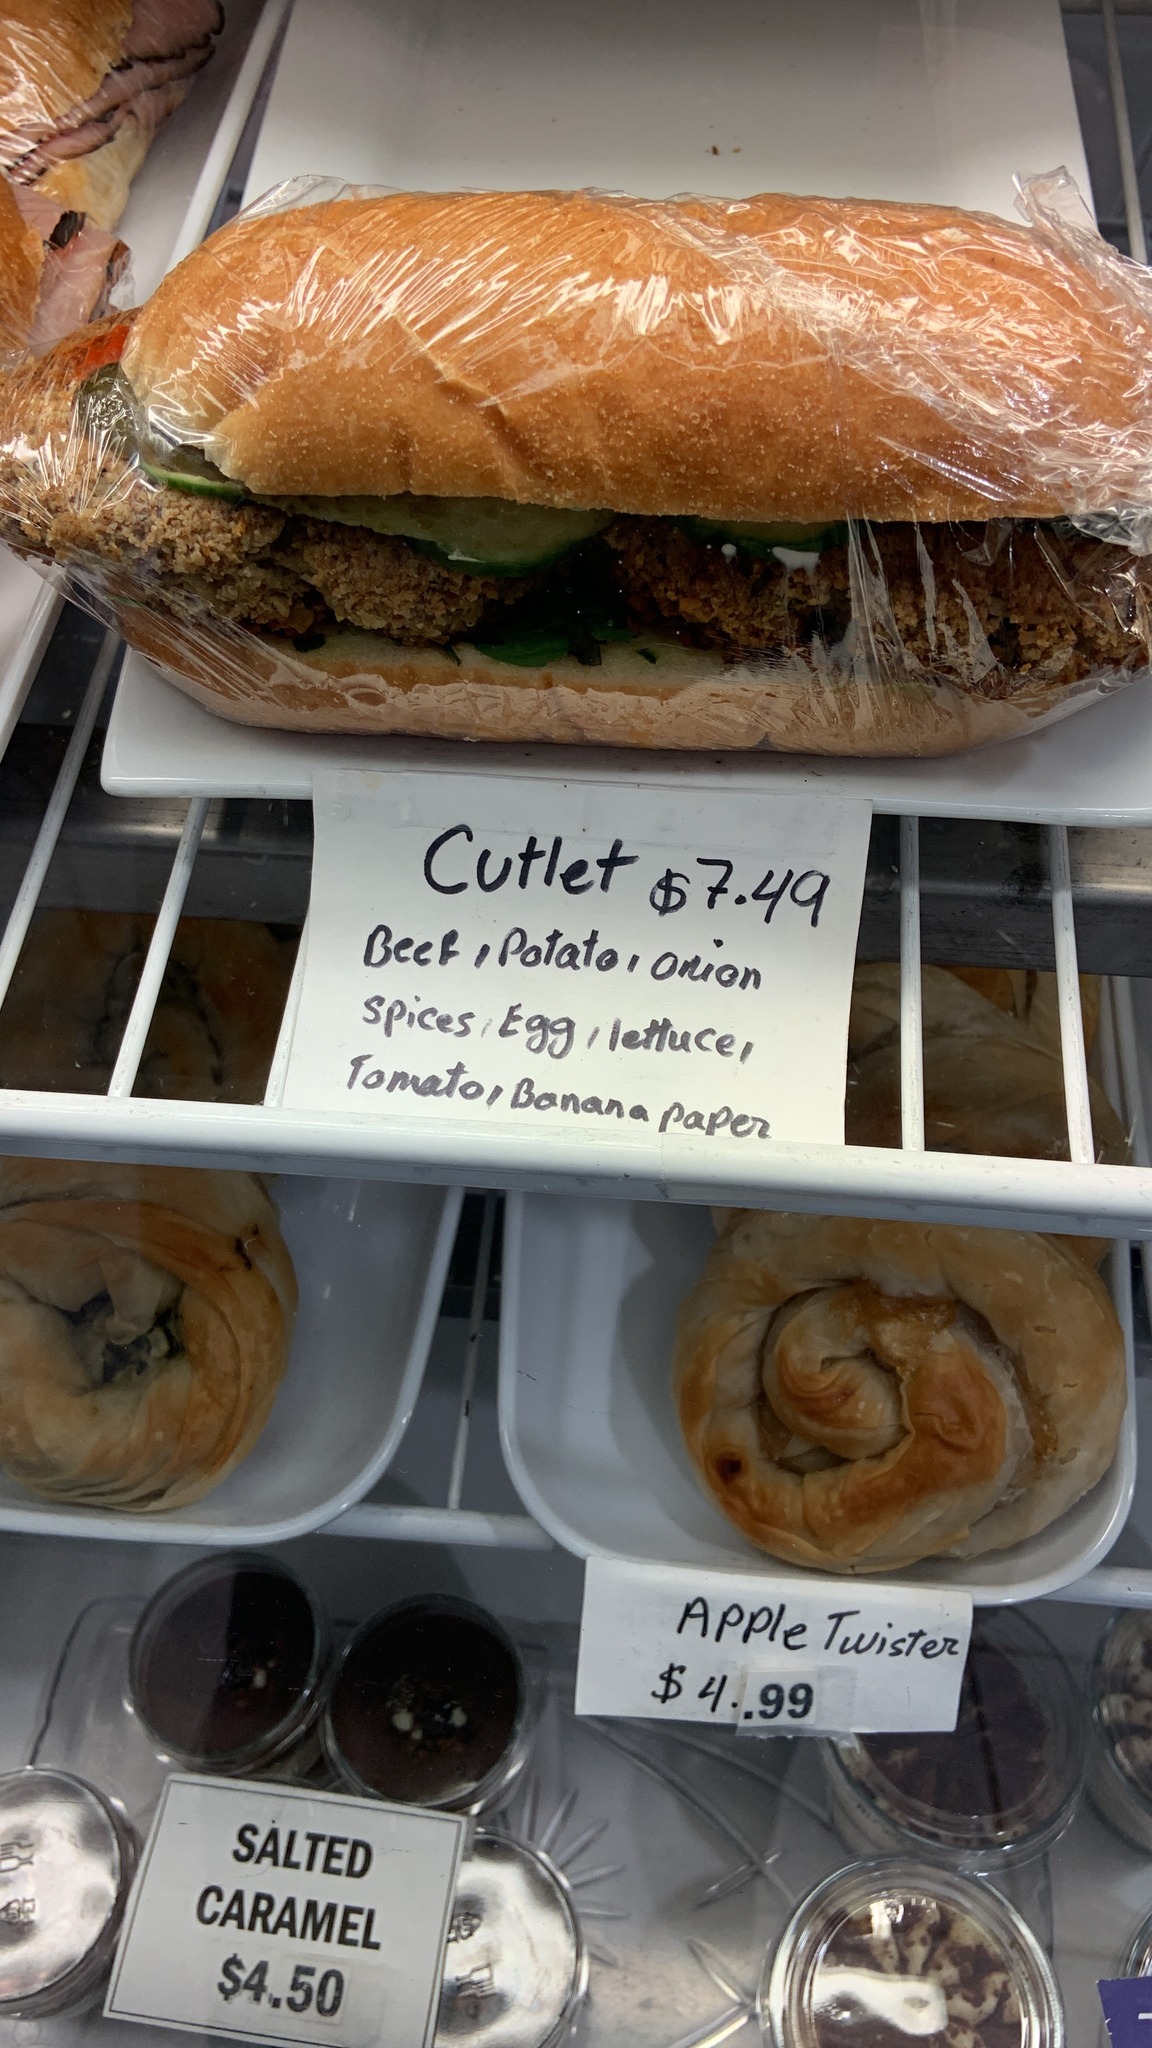 Cutlet $7.49
Beef, Potato, onion
spices, Egg, lettuce,
Tomato, Banana paper
APPle Twister
$4..99
SALTED
CARAMEL
$4.50